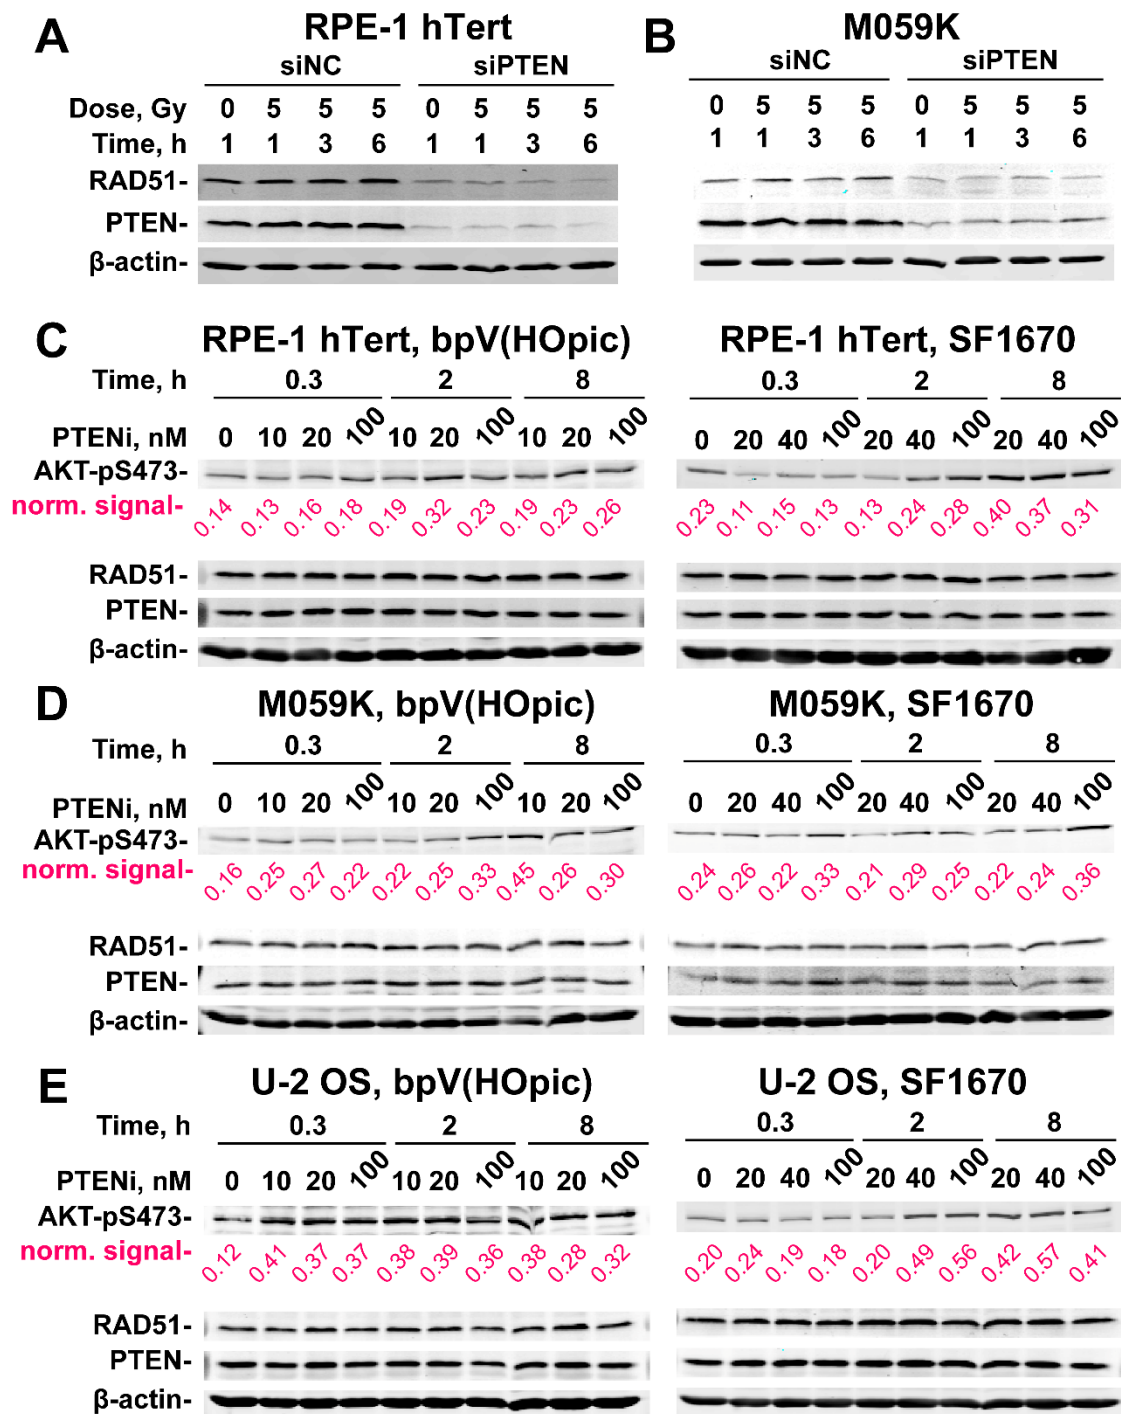 A
RPE-1 hTert
siNC siPTEN
Dose, Gy 0 5 5 5 0 5 5 5
Time, h 1 1 3 6 1 1 3 6
RAD51-
PTEN-
β-actin-
B
M059K
siNC siPTEN
0 5 5 5 0 5 5 5
1 1 3 6 1 1 3 6
C
RPE-1 hTert, bpV(HOpic)
Time, h 0.3 2 8
PTENi, nM 0 10 20 100 10 20 100 10 20 100
AKT-pS473-
norm. signal- 0.14 0.13 0.16 0.18 0.19 0.32 0.23 0.19 0.23 0.26
RAD51-
PTEN-
β-actin-
RPE-1 hTert, SF1670
0.3 2 8
0 20 40 100 20 40 100 20 40 100
0.23 0.11 0.15 0.13 0.13 0.24 0.28 0.40 0.37 0.31
D
M059K, bpV(HOpic)
Time, h 0.3 2 8
PTENi, nM 0 10 20 100 10 20 100 10 20 100
AKT-pS473-
norm. signal- 0.16 0.25 0.27 0.22 0.22 0.25 0.33 0.45 0.26 0.30
RAD51-
PTEN-
β-actin-
M059K, SF1670
0.3 2 8
0 20 40 100 20 40 100 20 40 100
0.24 0.26 0.22 0.33 0.21 0.29 0.25 0.22 0.24 0.36
E
U-2 OS, bpV(HOpic)
Time, h 0.3 2 8
PTENi, nM 0 10 20 100 10 20 100 10 20 100
AKT-pS473-
norm. signal- 0.12 0.41 0.37 0.37 0.38 0.39 0.36 0.38 0.28 0.32
RAD51-
PTEN-
β-actin-
U-2 OS, SF1670
0.3 2 8
0 20 40 100 20 40 100 20 40 100
0.20 0.24 0.19 0.18 0.20 0.49 0.56 0.42 0.57 0.41